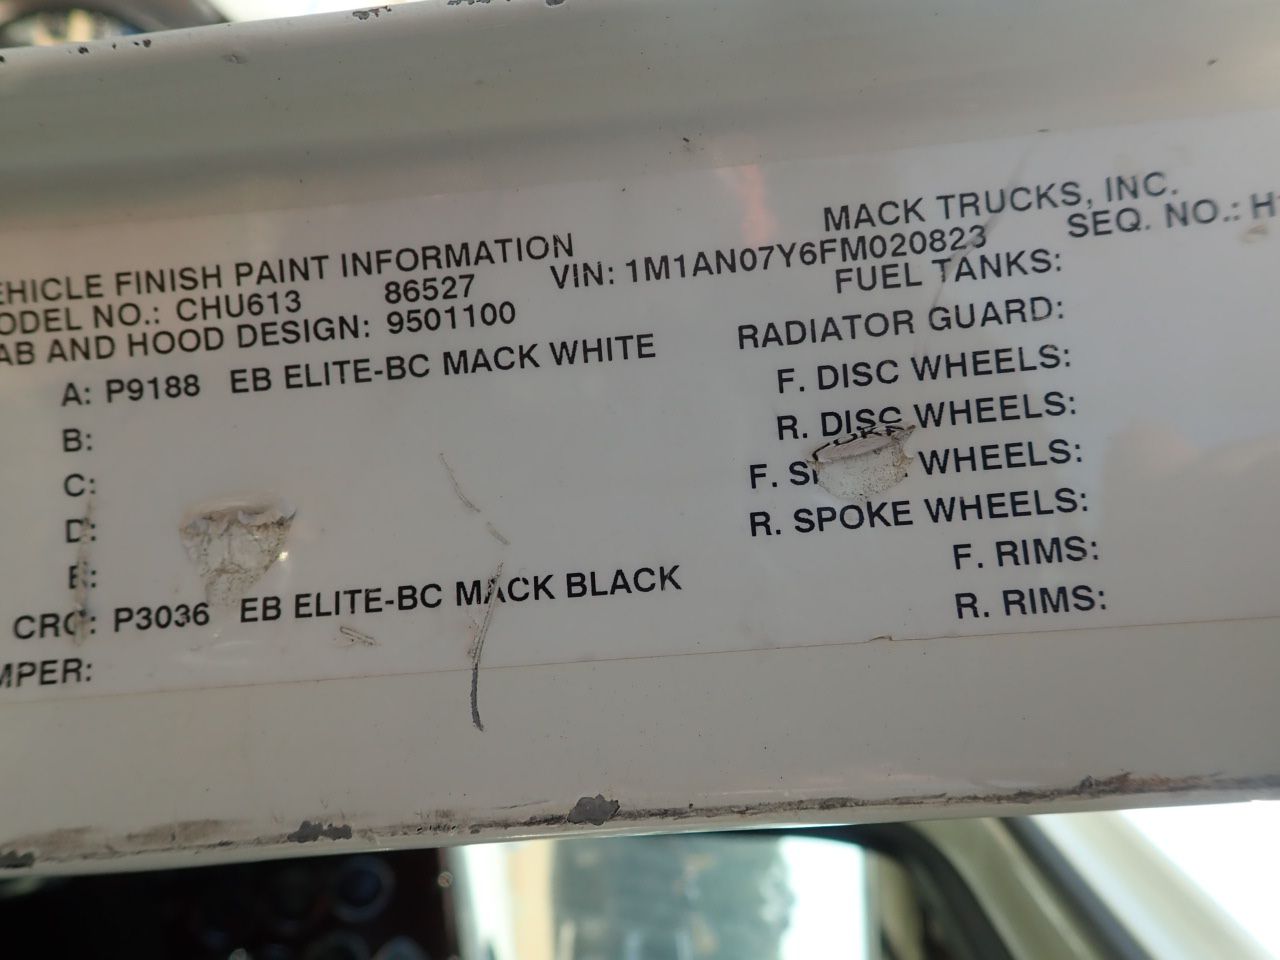 MACK TRUCKS, INC.
EHICLE FINISH PAINT INFORMATION
ODEL NO.: CHU613 86527 VIN: 1M1AN07Y6FM020823 SEQ. NO.: H
AB AND HOOD DESIGN: 9501100 FUEL TANKS:
A: P9188 EB ELITE-BC MACK WHITE RADIATOR GUARD:
B: F. DISC WHEELS:
C: R. DISC WHEELS:
D: F. SPOKE WHEELS:
E: R. SPOKE WHEELS:
CRC: P3036 EB ELITE-BC MACK BLACK F. RIMS:
MPER: R. RIMS: